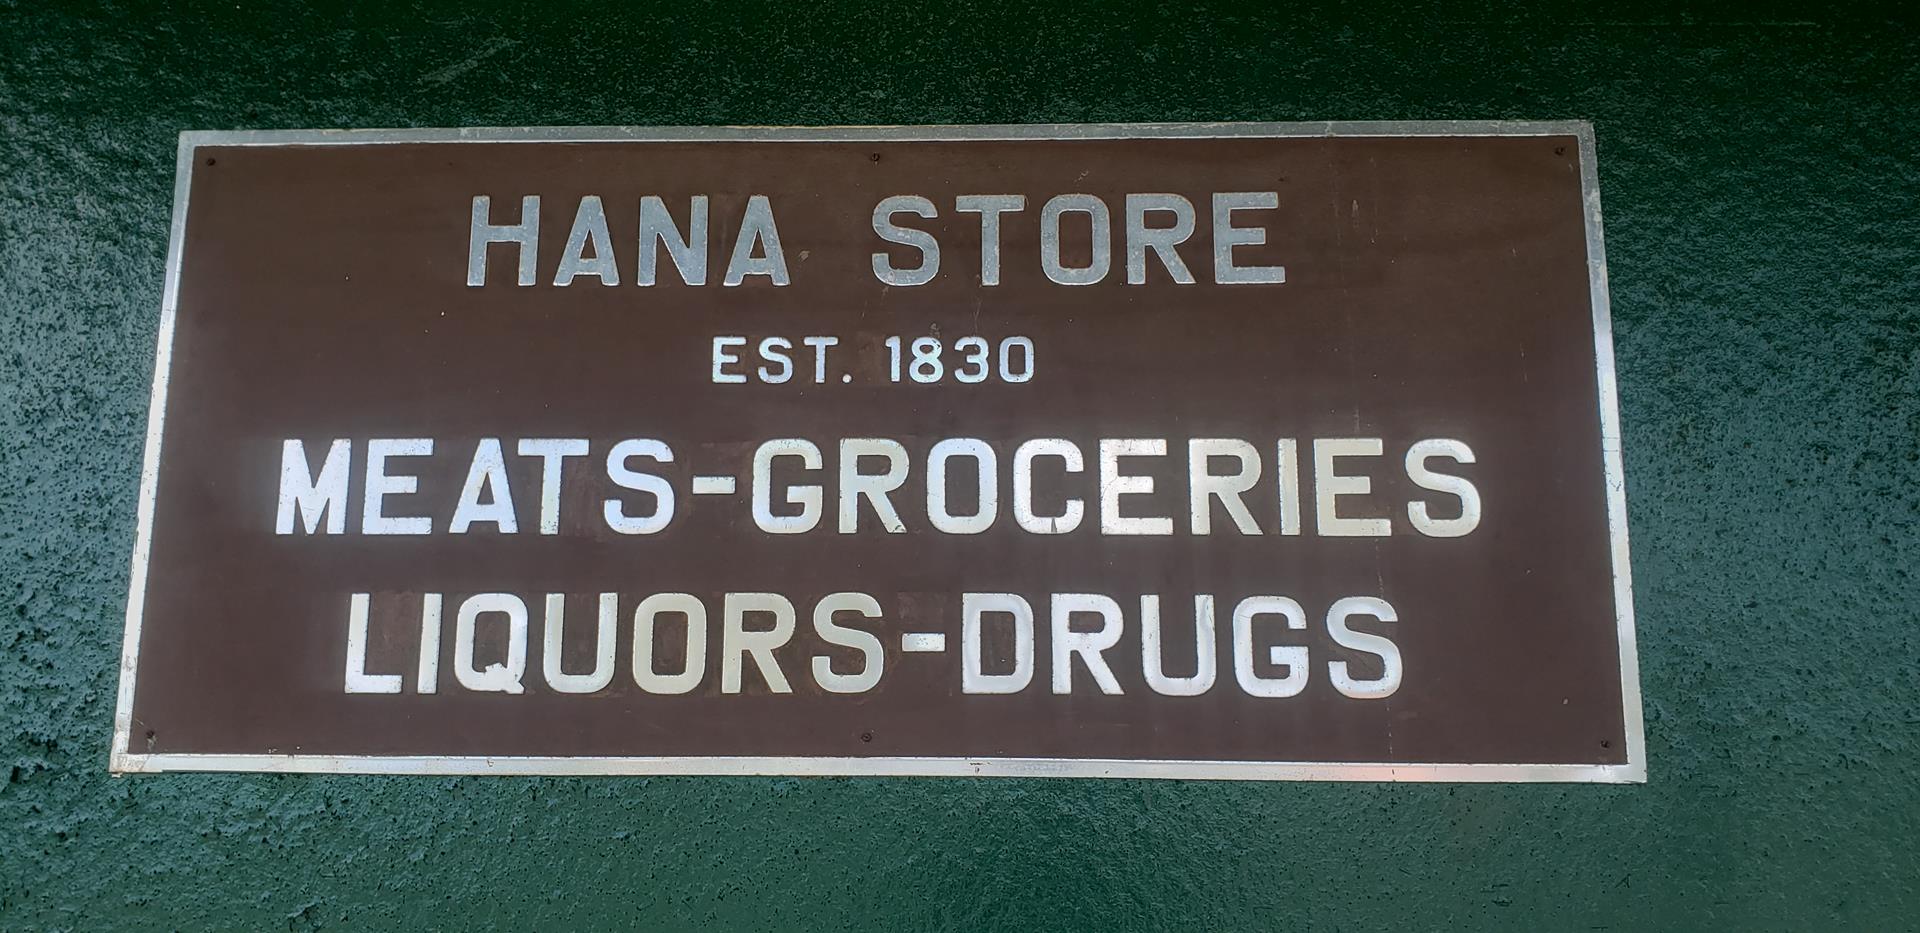 HANA STORE
EST. 1830
MEATS-GROCERIES
LIQUORS-DRUGS